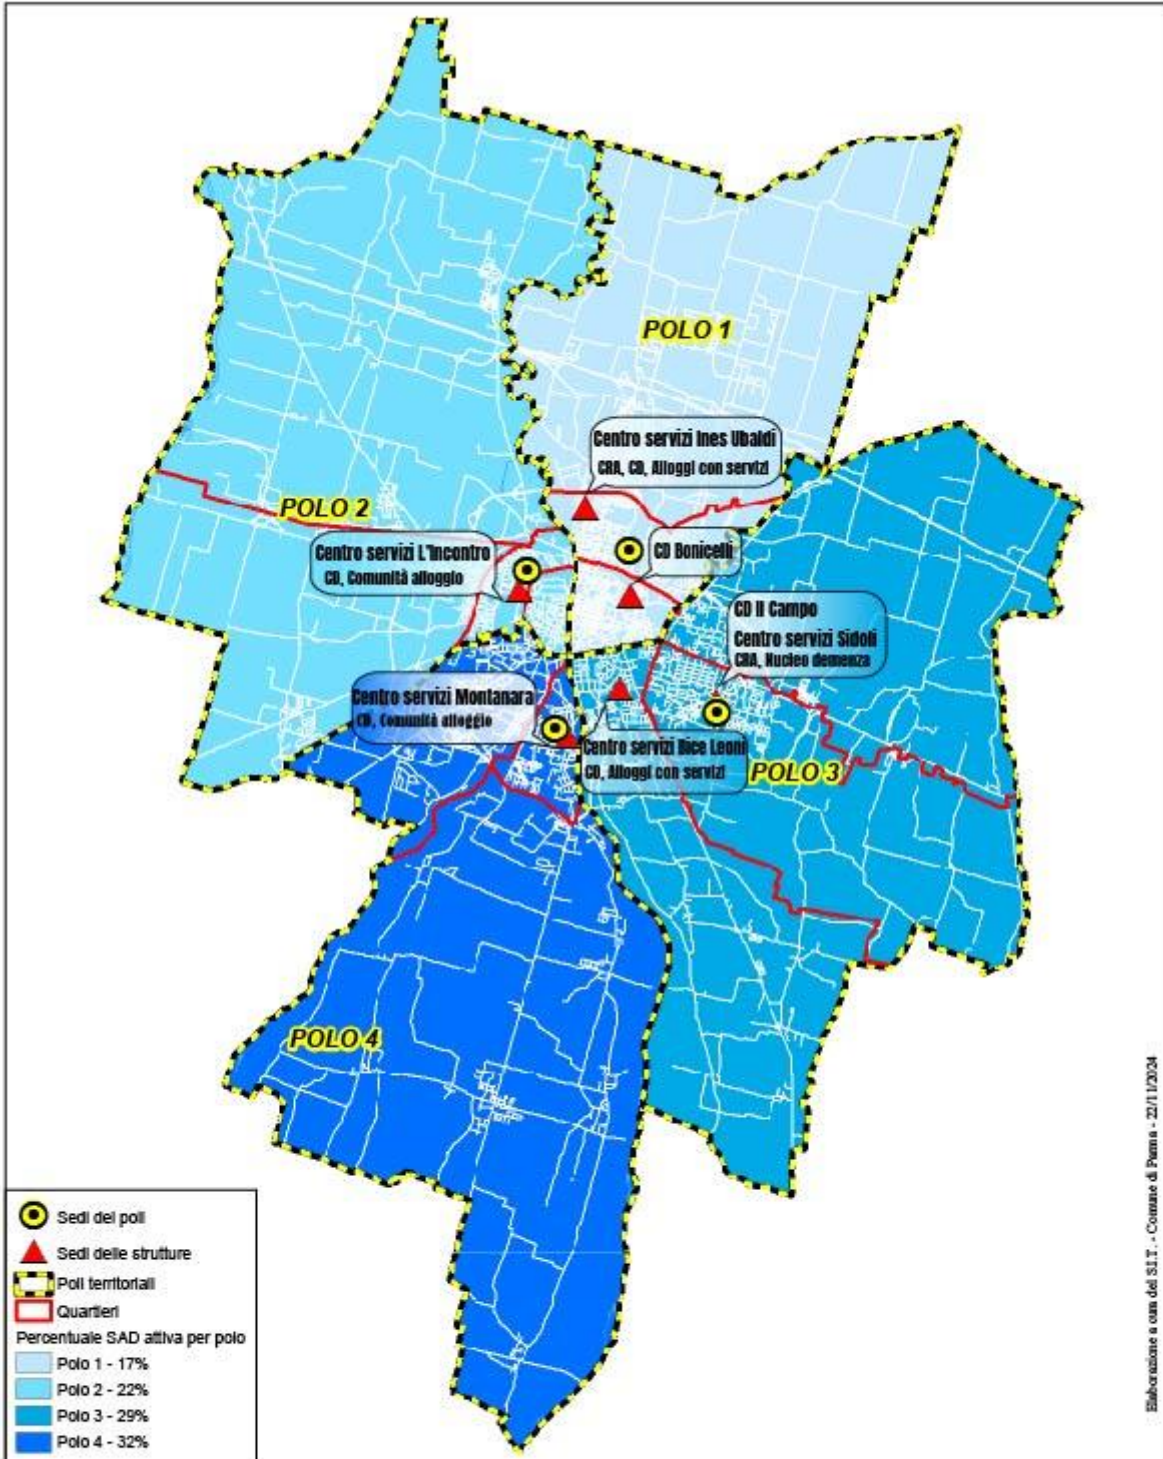 POLO 1
Centro servizi Ines Ubaldi
CRA, CD, Alloggi con servizi
POLO 2
Centro servizi L'Incontro
CD, Comunità alloggio
CD Bonicelli
CD Il Campo
Centro servizi Sidoli
CRA, Nucleo demenza
Centro servizi Montanara
CD, Comunità alloggio
Centro servizi Bice Leoni
CD, Alloggi con servizi
POLO 3
POLO 4
Sedi dei poli
Sedi delle strutture
Poli territoriali
Quartieri
Percentuale SAD attiva per polo
Polo 1 - 17%
Polo 2 - 22%
Polo 3 - 29%
Polo 4 - 32%
Elaborazione a cura del S.I.T. - Comune di Parma - 22/11/2024